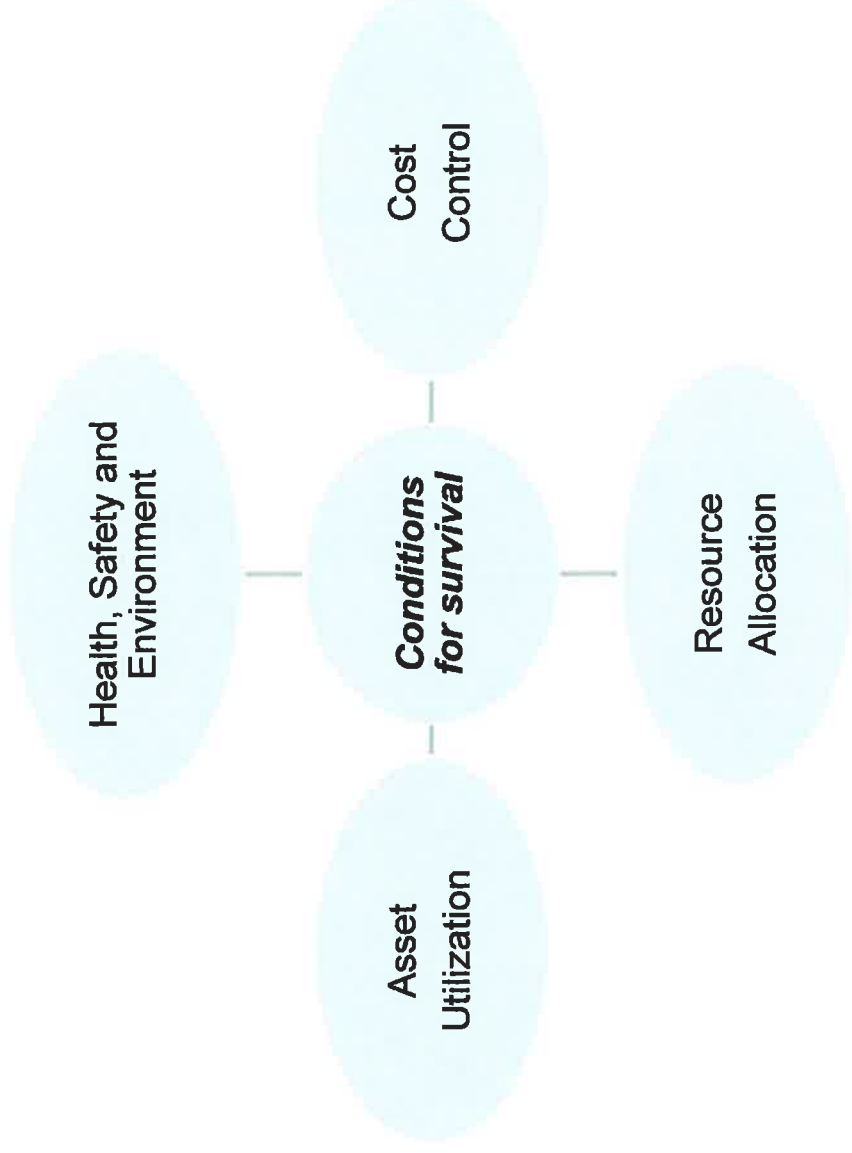 Health, Safety and
Environment
Asset
Utilization
Conditions
for survival
Cost
Control
Resource
Allocation